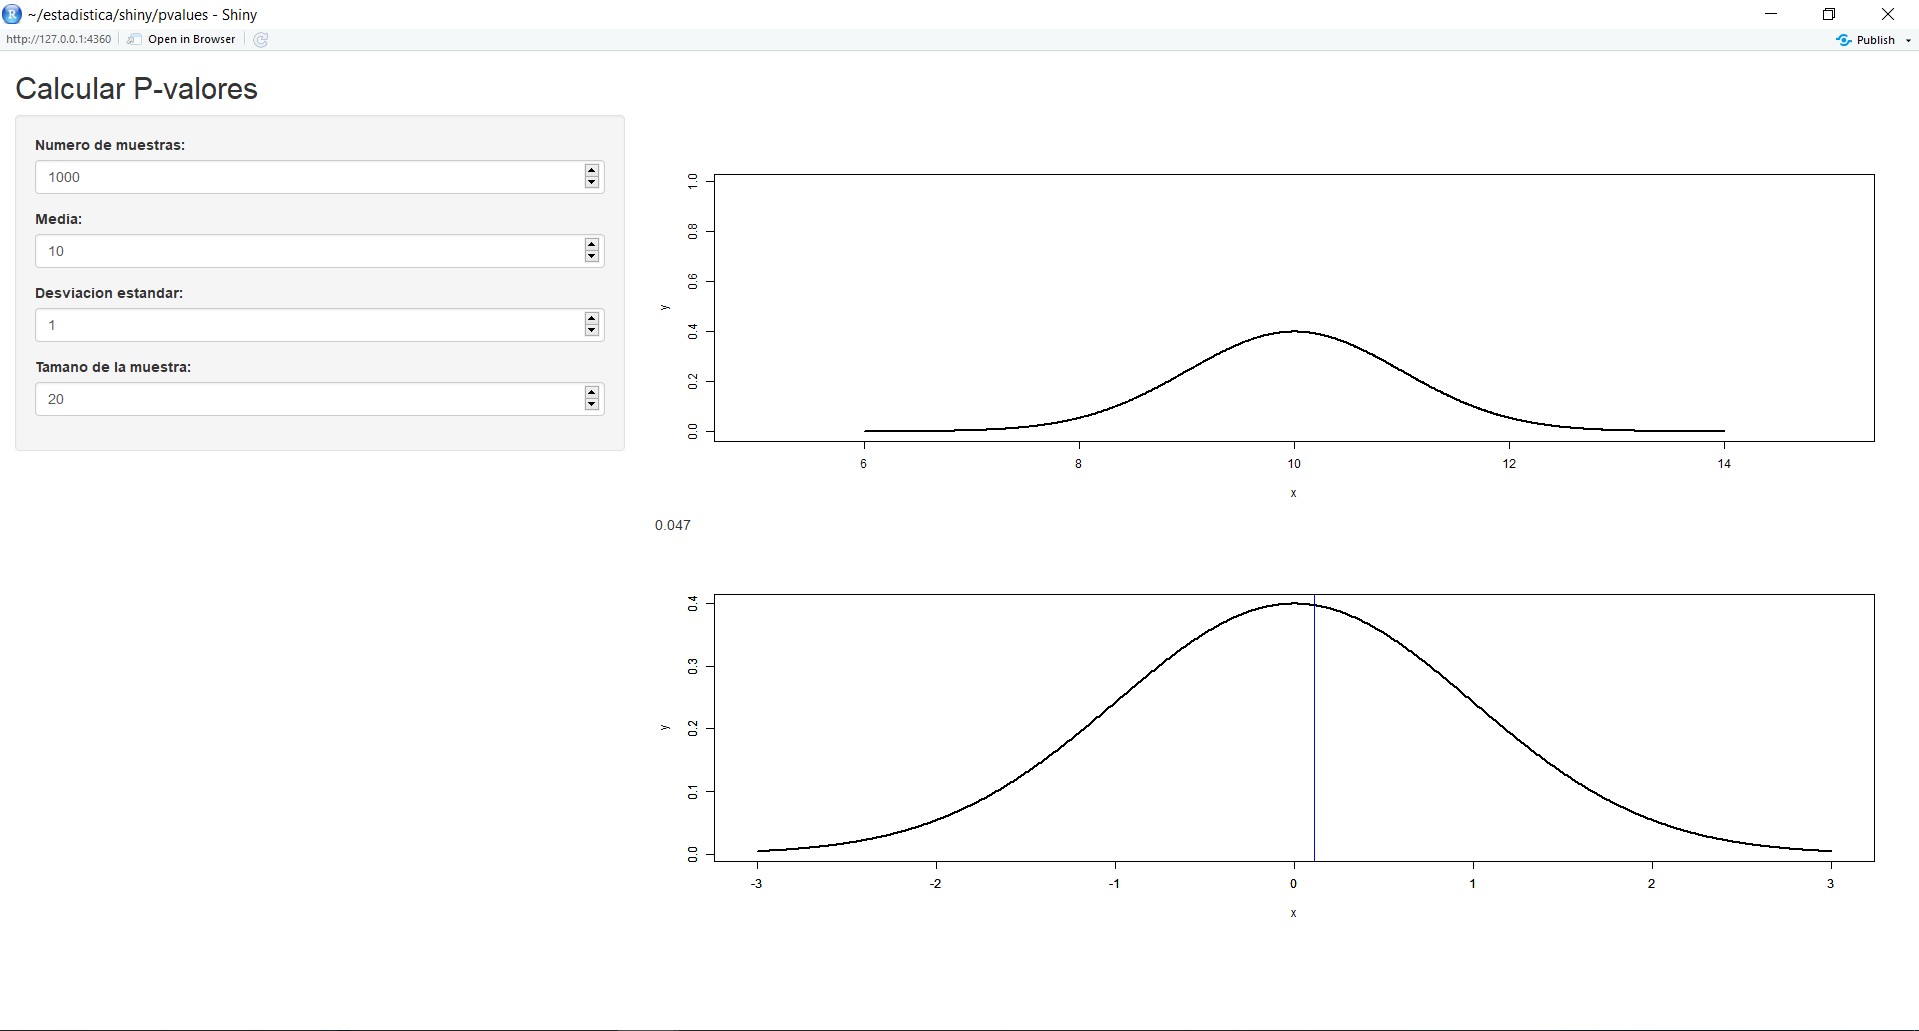 ~/estadistica/shiny/pvalues - Shiny
http://127.0.0.1:4360 Open in Browser Publish
Calcular P-valores
Numero de muestras:
1000
Media:
10
Desviacion estandar:
1
Tamano de la muestra:
20
1.0
0.8
0.6
0.4
0.2
0.0
y
6 8 10 12 14
x
0.047
0.4
0.3
0.2
0.1
0.0
y
-3 -2 -1 0 1 2 3
x